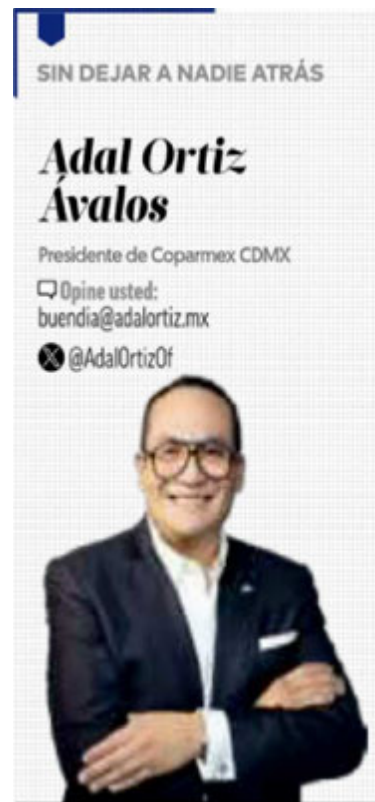 SIN DEJAR A NADIE ATRÁS
Adal Ortiz
Ávalos
Presidente de Coparmex CDMX
Opine usted:
buendia@adalortiz.mx
@AdalOrtizOf